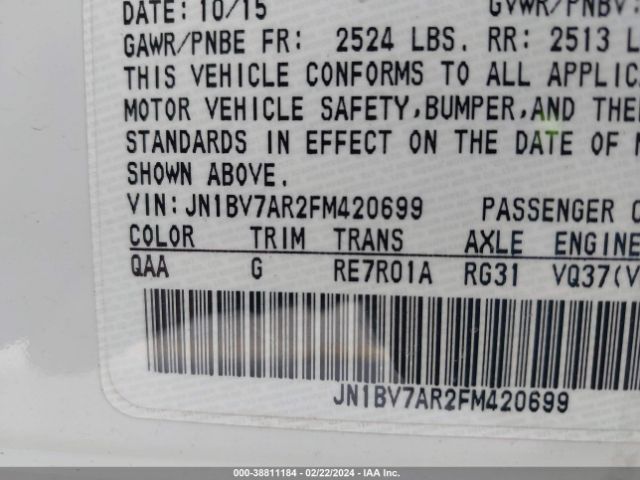 DATE: 10/15 GVWR/PNBV:
GAWR/PNBE FR: 2524 LBS. RR: 2513 L
THIS VEHICLE CONFORMS TO ALL APPLIC
MOTOR VEHICLE SAFETY,BUMPER,AND THE
STANDARDS IN EFFECT ON THE DATE OF M
SHOWN ABOVE.
VIN:JN1BV7AR2FM420699 PASSENGER C
COLOR TRIM TRANS AXLE ENGINE
QAA G RE7R01A RG31 VQ37(V
JN1BV7AR2FM420699
000-38811184 - 02/22/2024 - IAA Inc.